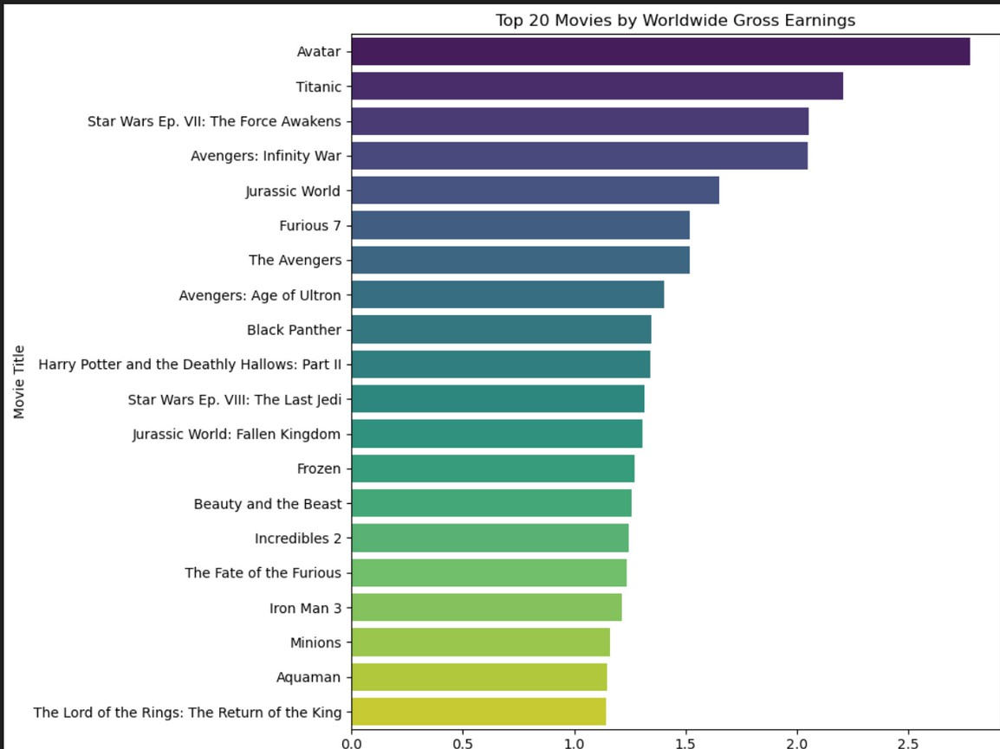 Top 20 Movies by Worldwide Gross Earnings
Movie Title
Avatar
Titanic
Star Wars Ep. VII: The Force Awakens
Avengers: Infinity War
Jurassic World
Furious 7
The Avengers
Avengers: Age of Ultron
Black Panther
Harry Potter and the Deathly Hallows: Part II
Star Wars Ep. VIII: The Last Jedi
Jurassic World: Fallen Kingdom
Frozen
Beauty and the Beast
Incredibles 2
The Fate of the Furious
Iron Man 3
Minions
Aquaman
The Lord of the Rings: The Return of the King
0.0 0.5 1.0 1.5 2.0 2.5